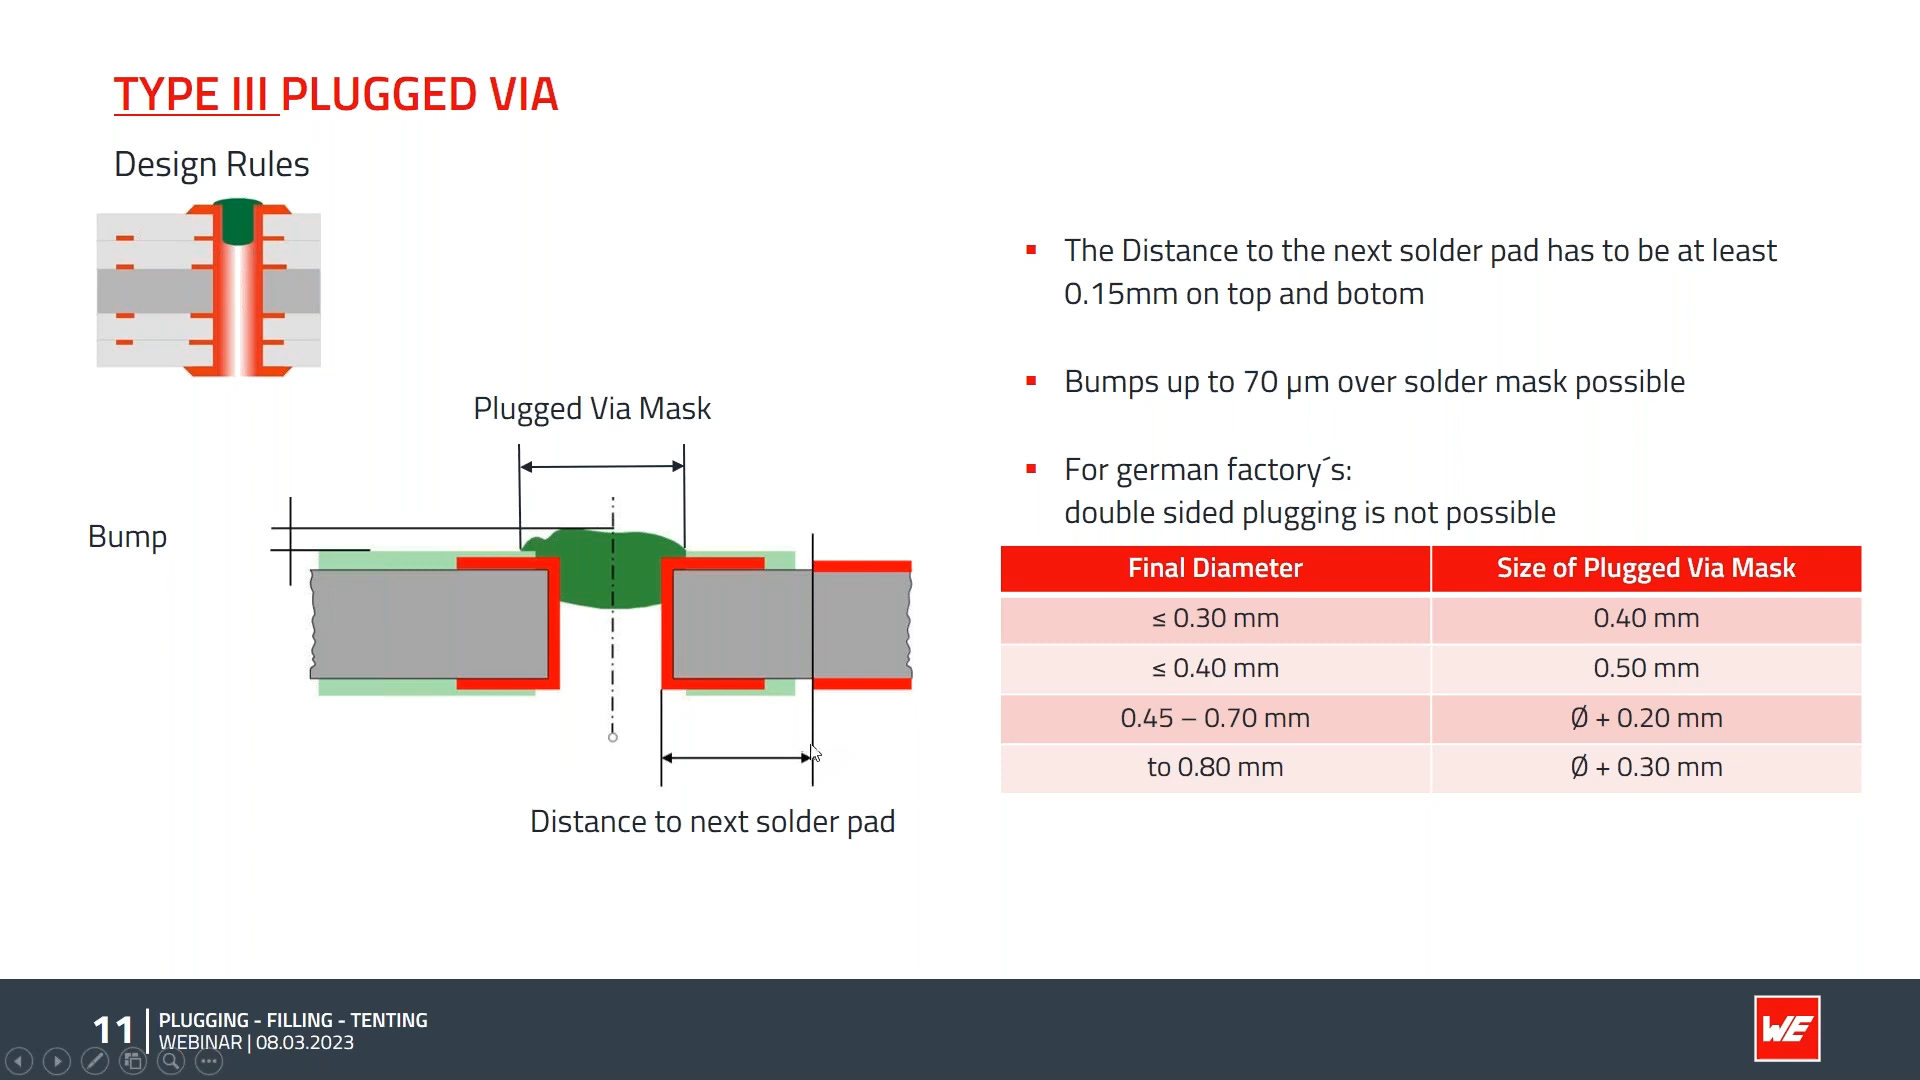 TYPE III PLUGGED VIA
Design Rules
Plugged Via Mask
Bump
Distance to next solder pad
The Distance to the next solder pad has to be at least
0.15mm on top and botom
Bumps up to 70 µm over solder mask possible
For german factory´s:
double sided plugging is not possible
Final Diameter Size of Plugged Via Mask
≤ 0.30 mm 0.40 mm
≤ 0.40 mm 0.50 mm
0.45 – 0.70 mm Ø + 0.20 mm
to 0.80 mm Ø + 0.30 mm
11
PLUGGING - FILLING - TENTING
WEBINAR | 08.03.2023
WE